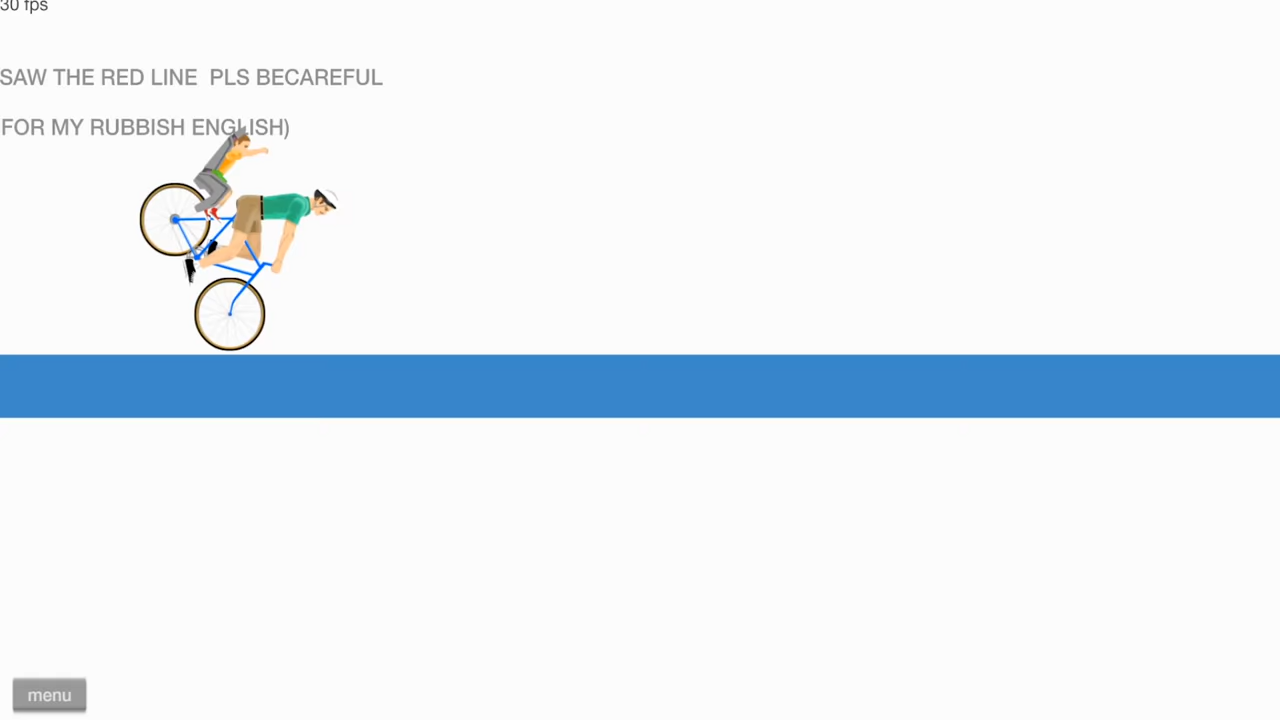 30 fps
SAW THE RED LINE  PLS BECAREFUL
FOR MY RUBBISH ENGLISH)
menu